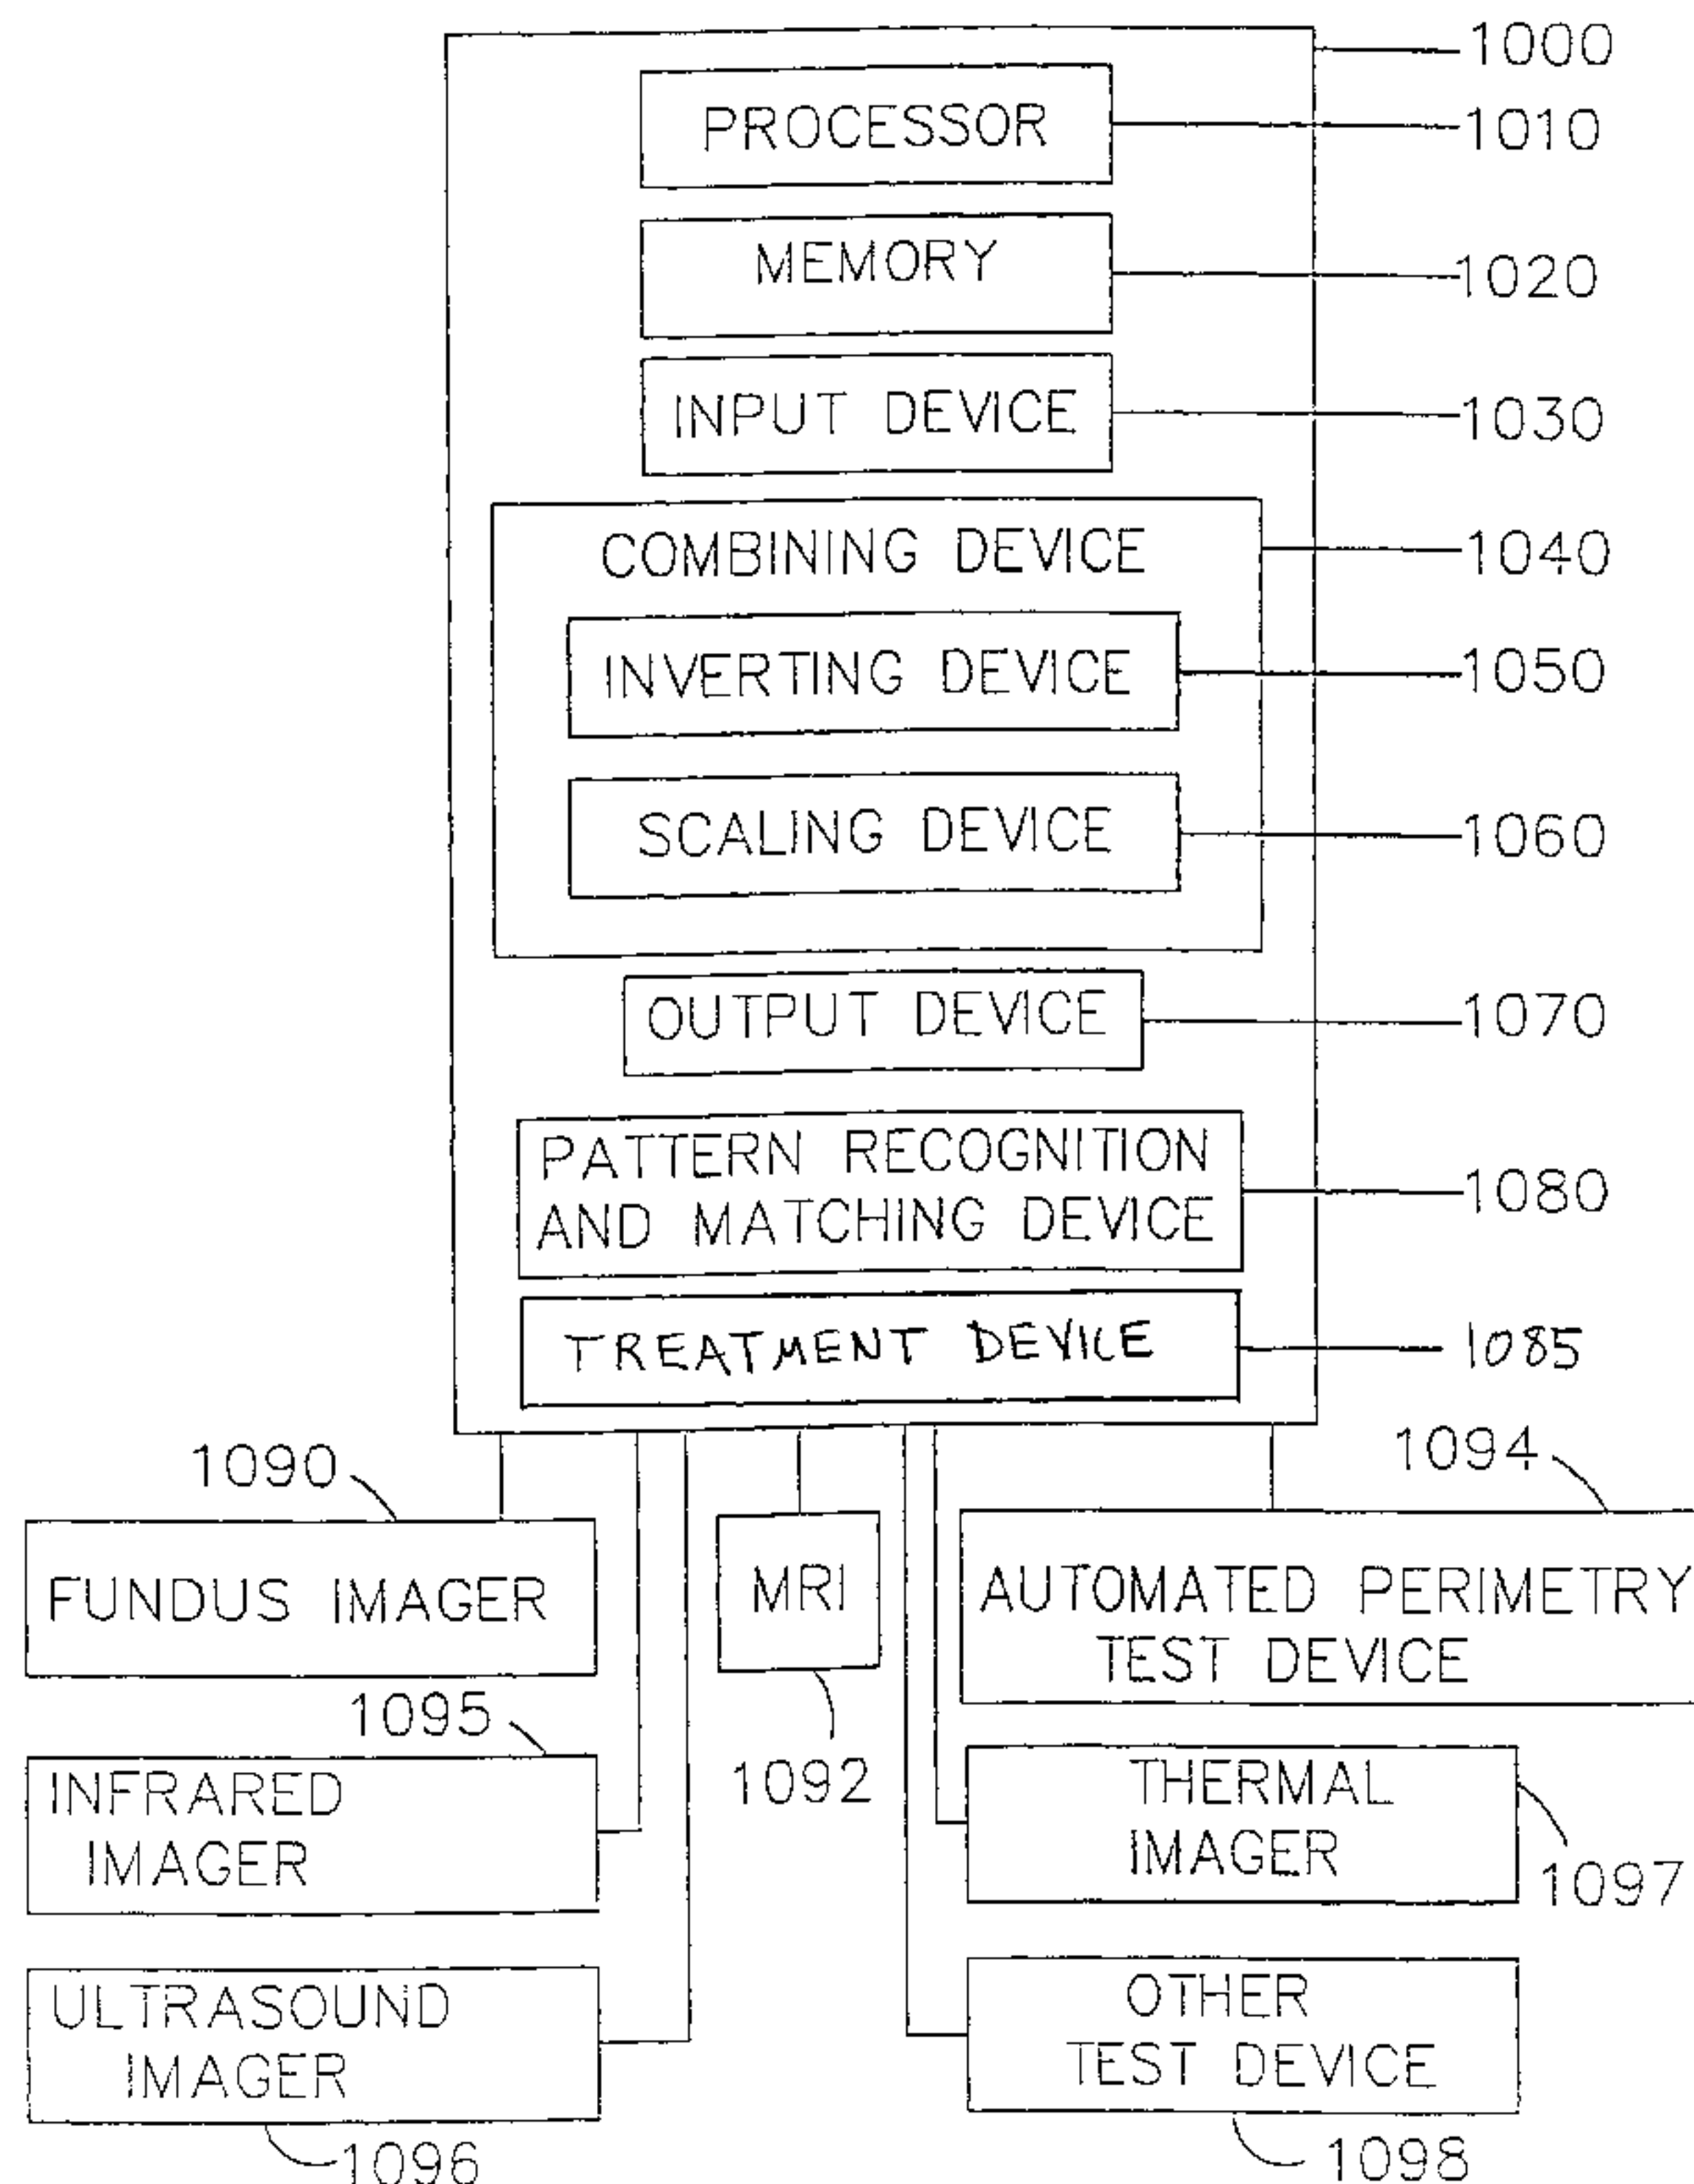 1000
PROCESSOR
1010
MEMORY
1020
INPUT DEVICE
1030
COMBINING DEVICE
1040
INVERTING DEVICE
1050
SCALING DEVICE
1060
OUTPUT DEVICE
1070
PATTERN RECOGNITION
AND MATCHING DEVICE
1080
TREATMENT DEVICE
1085
1090
1094
FUNDUS IMAGER
MRI
AUTOMATED PERIMETRY
TEST DEVICE
1095
1092
INFRARED
IMAGER
THERMAL
IMAGER
1097
ULTRASOUND
IMAGER
OTHER
TEST DEVICE
1096
1098